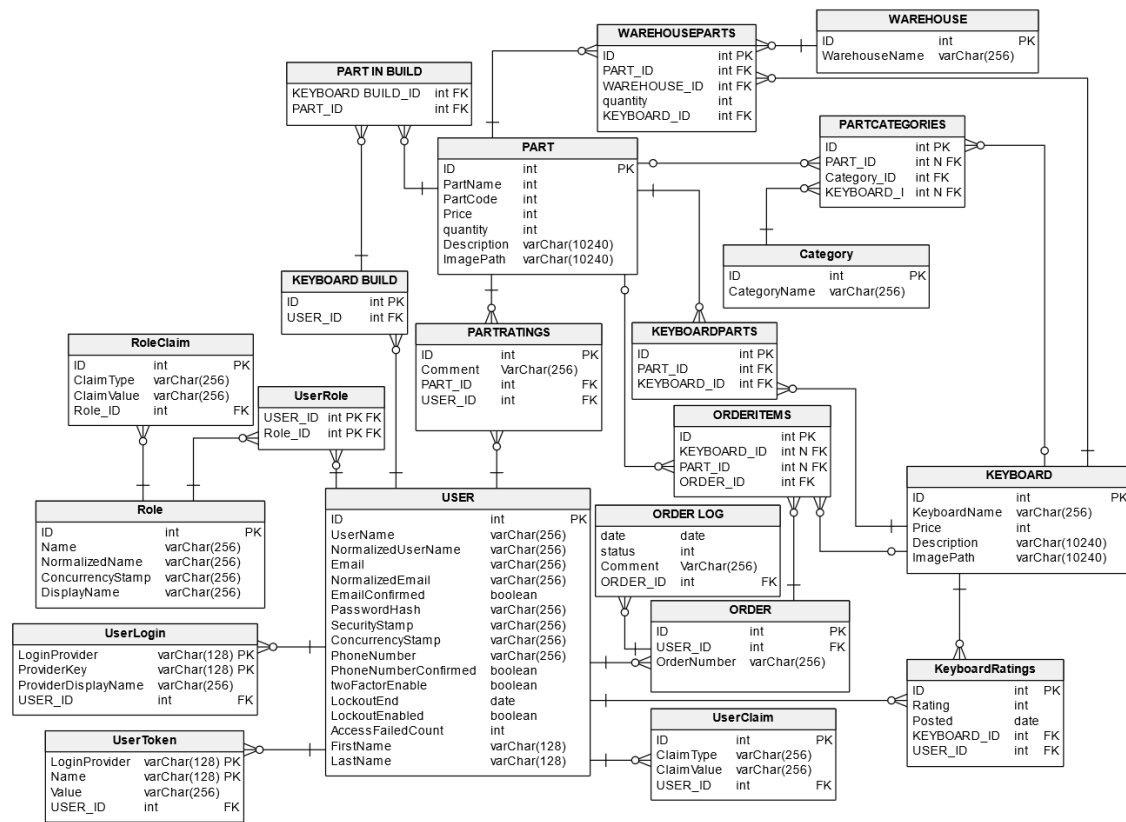 WAREHOUSE
ID int PK
WarehouseName varChar(256)
WAREHOUSEPARTS
ID int PK
PART_ID int FK
WAREHOUSE_ID int FK
quantity int
KEYBOARD_ID int FK
PART IN BUILD
KEYBOARD BUILD_ID int FK
PART_ID int FK
PARTCATEGORIES
ID int PK
PART_ID int N FK
Category_ID int FK
KEYBOARD_I int N FK
PART
ID int PK
PartName int
PartCode int
Price int
quantity int
Description varChar(10240)
ImagePath varChar(10240)
Category
ID int PK
CategoryName varChar(256)
KEYBOARD BUILD
ID int PK
USER_ID int FK
PARTRATINGS
ID int PK
Comment VarChar(256)
PART_ID int FK
USER_ID int FK
KEYBOARDPARTS
ID int PK
PART_ID int FK
KEYBOARD_ID int FK
RoleClaim
ID int PK
ClaimType varChar(256)
ClaimValue varChar(256)
Role_ID int FK
UserRole
USER_ID int PK FK
Role_ID int PK FK
ORDERITEMS
ID int PK
KEYBOARD_ID int N FK
PART_ID int N FK
ORDER_ID int FK
KEYBOARD
ID int PK
KeyboardName varChar(256)
Price int
Description varChar(10240)
ImagePath varChar(10240)
Role
ID int PK
Name varChar(256)
NormalizedName varChar(256)
ConcurrencyStamp varChar(256)
DisplayName varChar(256)
USER
ID int PK
UserName varChar(256)
NormalizedUserName varChar(256)
Email varChar(256)
NormalizedEmail varChar(256)
EmailConfirmed boolean
PasswordHash varChar(256)
SecurityStamp varChar(256)
ConcurrencyStamp varChar(256)
PhoneNumber varChar(256)
PhoneNumberConfirmed boolean
twoFactorEnable boolean
LockoutEnd date
LockoutEnabled boolean
AccessFailedCount int
FirstName varChar(128)
LastName varChar(128)
ORDER LOG
date date
status int
Comment VarChar(256)
ORDER_ID int FK
ORDER
ID int PK
USER_ID int FK
OrderNumber varChar(256)
UserLogin
LoginProvider varChar(128) PK
ProviderKey varChar(128) PK
ProviderDisplayName varChar(256)
USER_ID int FK
KeyboardRatings
ID int PK
Rating int
Posted date
KEYBOARD_ID int FK
USER_ID int FK
UserClaim
ID int PK
ClaimType varChar(256)
ClaimValue varChar(256)
USER_ID int FK
UserToken
LoginProvider varChar(128) PK
Name varChar(128) PK
Value varChar(256)
USER_ID int FK